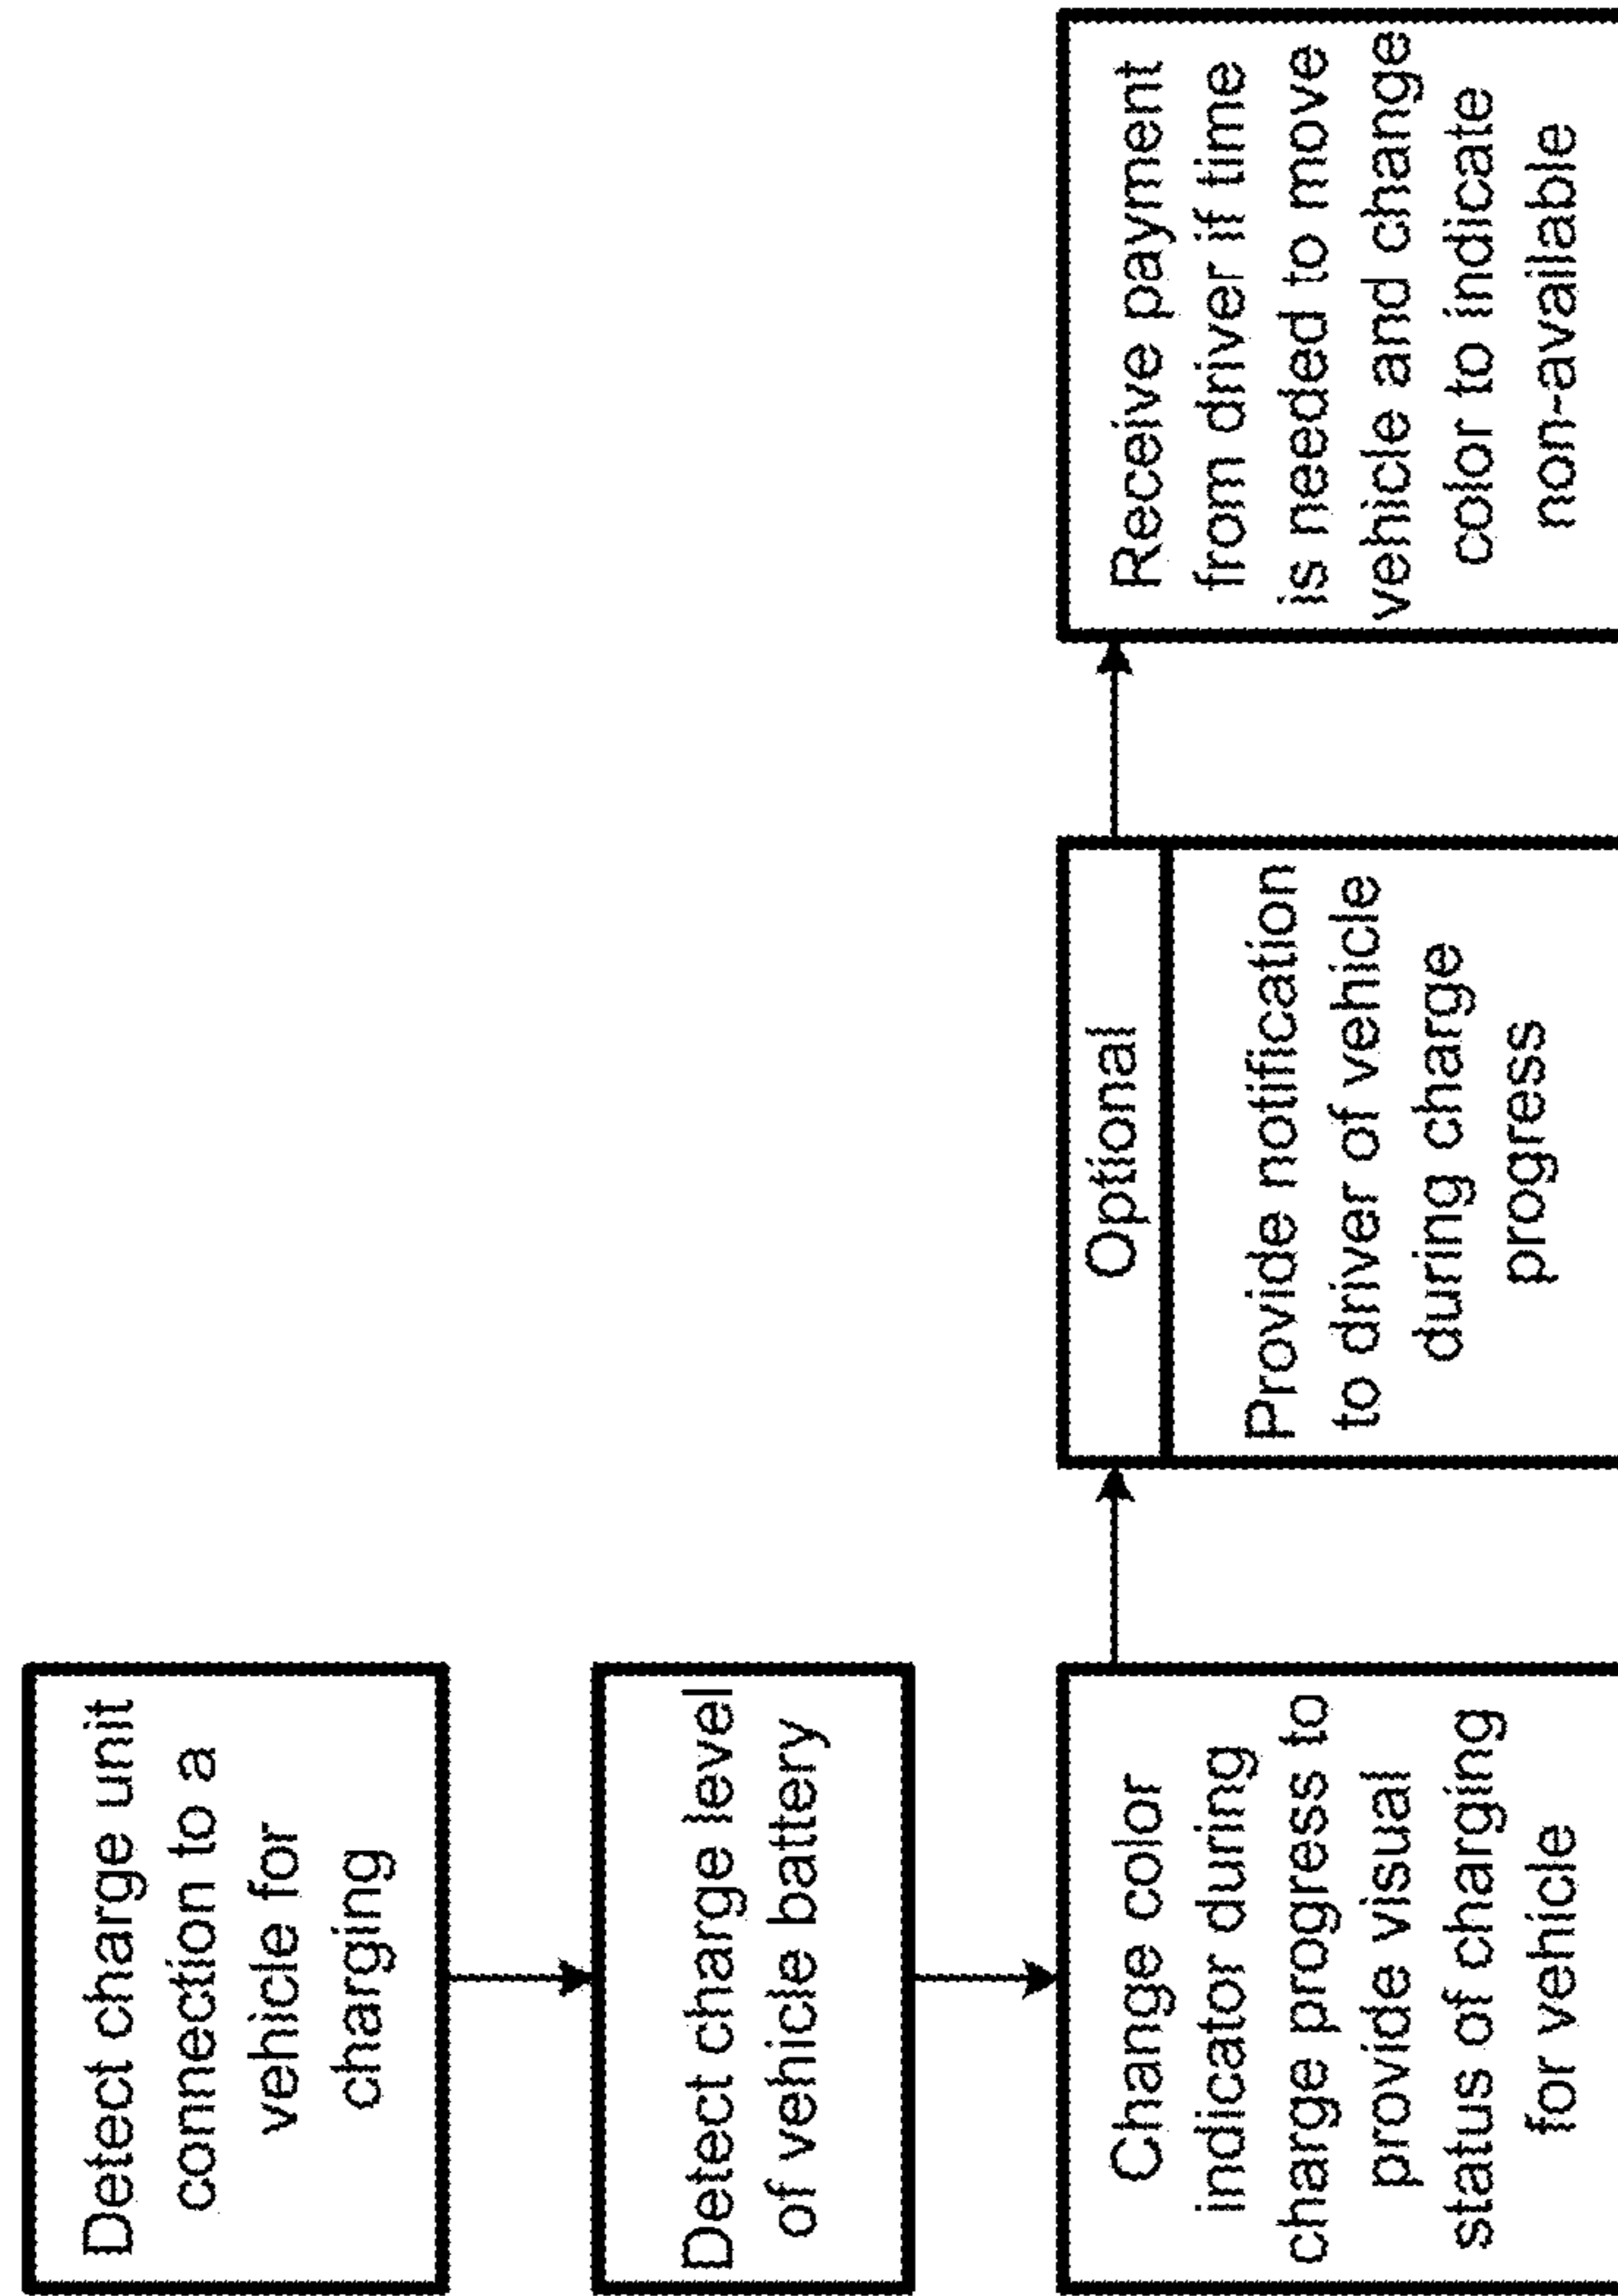 Detect charge unit
connection to a
vehicle for
charging
Detect charge level
of vehicle battery
Change color
indicator during
charge progress to
provide visual
status of charging
for vehicle
Optional
Provide notification
to driver of vehicle
during charge
progress
Receive payment
from driver if time
is needed to move
vehicle and change
color to indicate
non-available